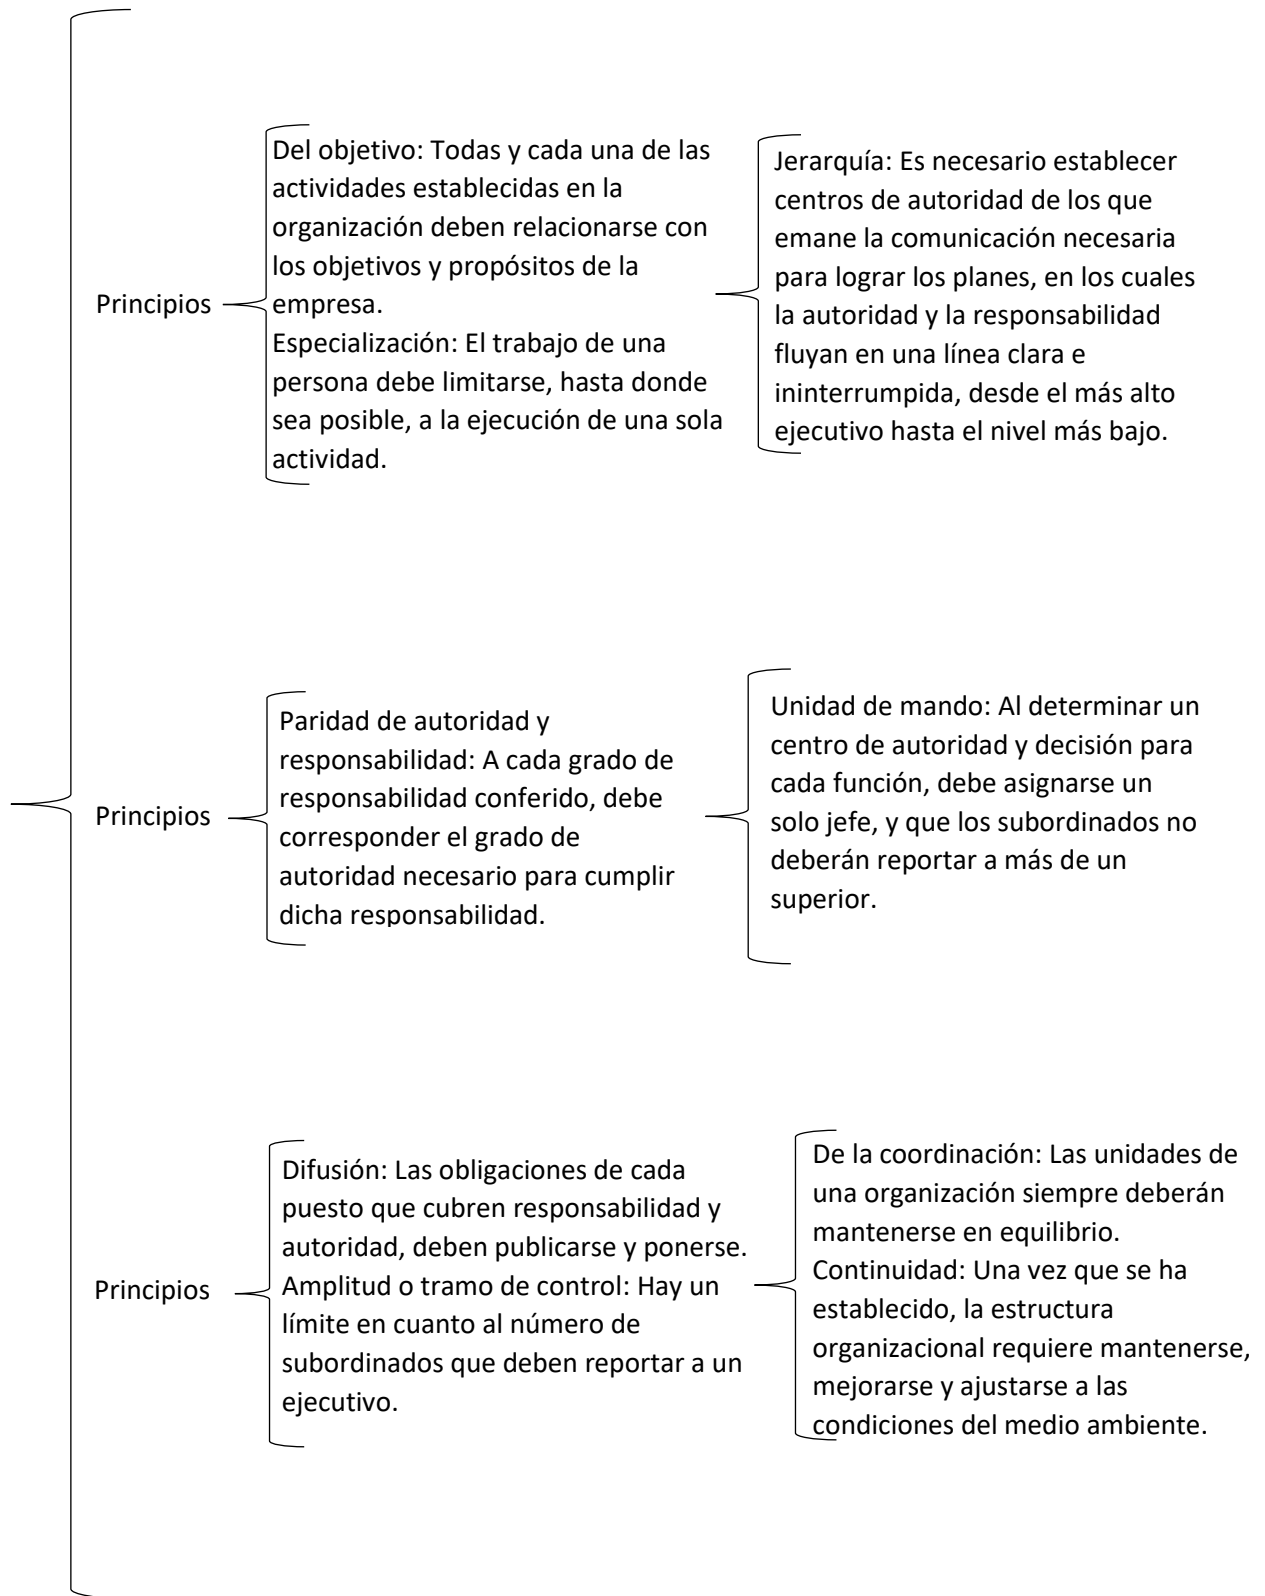 Principios
Del objetivo: Todas y cada una de las
actividades establecidas en la
organización deben relacionarse con
los objetivos y propósitos de la
empresa.
Especialización: El trabajo de una
persona debe limitarse, hasta donde
sea posible, a la ejecución de una sola
actividad.
Jerarquía: Es necesario establecer
centros de autoridad de los que
emane la comunicación necesaria
para lograr los planes, en los cuales
la autoridad y la responsabilidad
fluyan en una línea clara e
ininterrumpida, desde el más alto
ejecutivo hasta el nivel más bajo.
Principios
Paridad de autoridad y
responsabilidad: A cada grado de
responsabilidad conferido, debe
corresponder el grado de
autoridad necesario para cumplir
dicha responsabilidad.
Unidad de mando: Al determinar un
centro de autoridad y decisión para
cada función, debe asignarse un
solo jefe, y que los subordinados no
deberán reportar a más de un
superior.
Principios
Difusión: Las obligaciones de cada
puesto que cubren responsabilidad y
autoridad, deben publicarse y ponerse.
Amplitud o tramo de control: Hay un
límite en cuanto al número de
subordinados que deben reportar a un
ejecutivo.
De la coordinación: Las unidades de
una organización siempre deberán
mantenerse en equilibrio.
Continuidad: Una vez que se ha
establecido, la estructura
organizacional requiere mantenerse,
mejorarse y ajustarse a las
condiciones del medio ambiente.